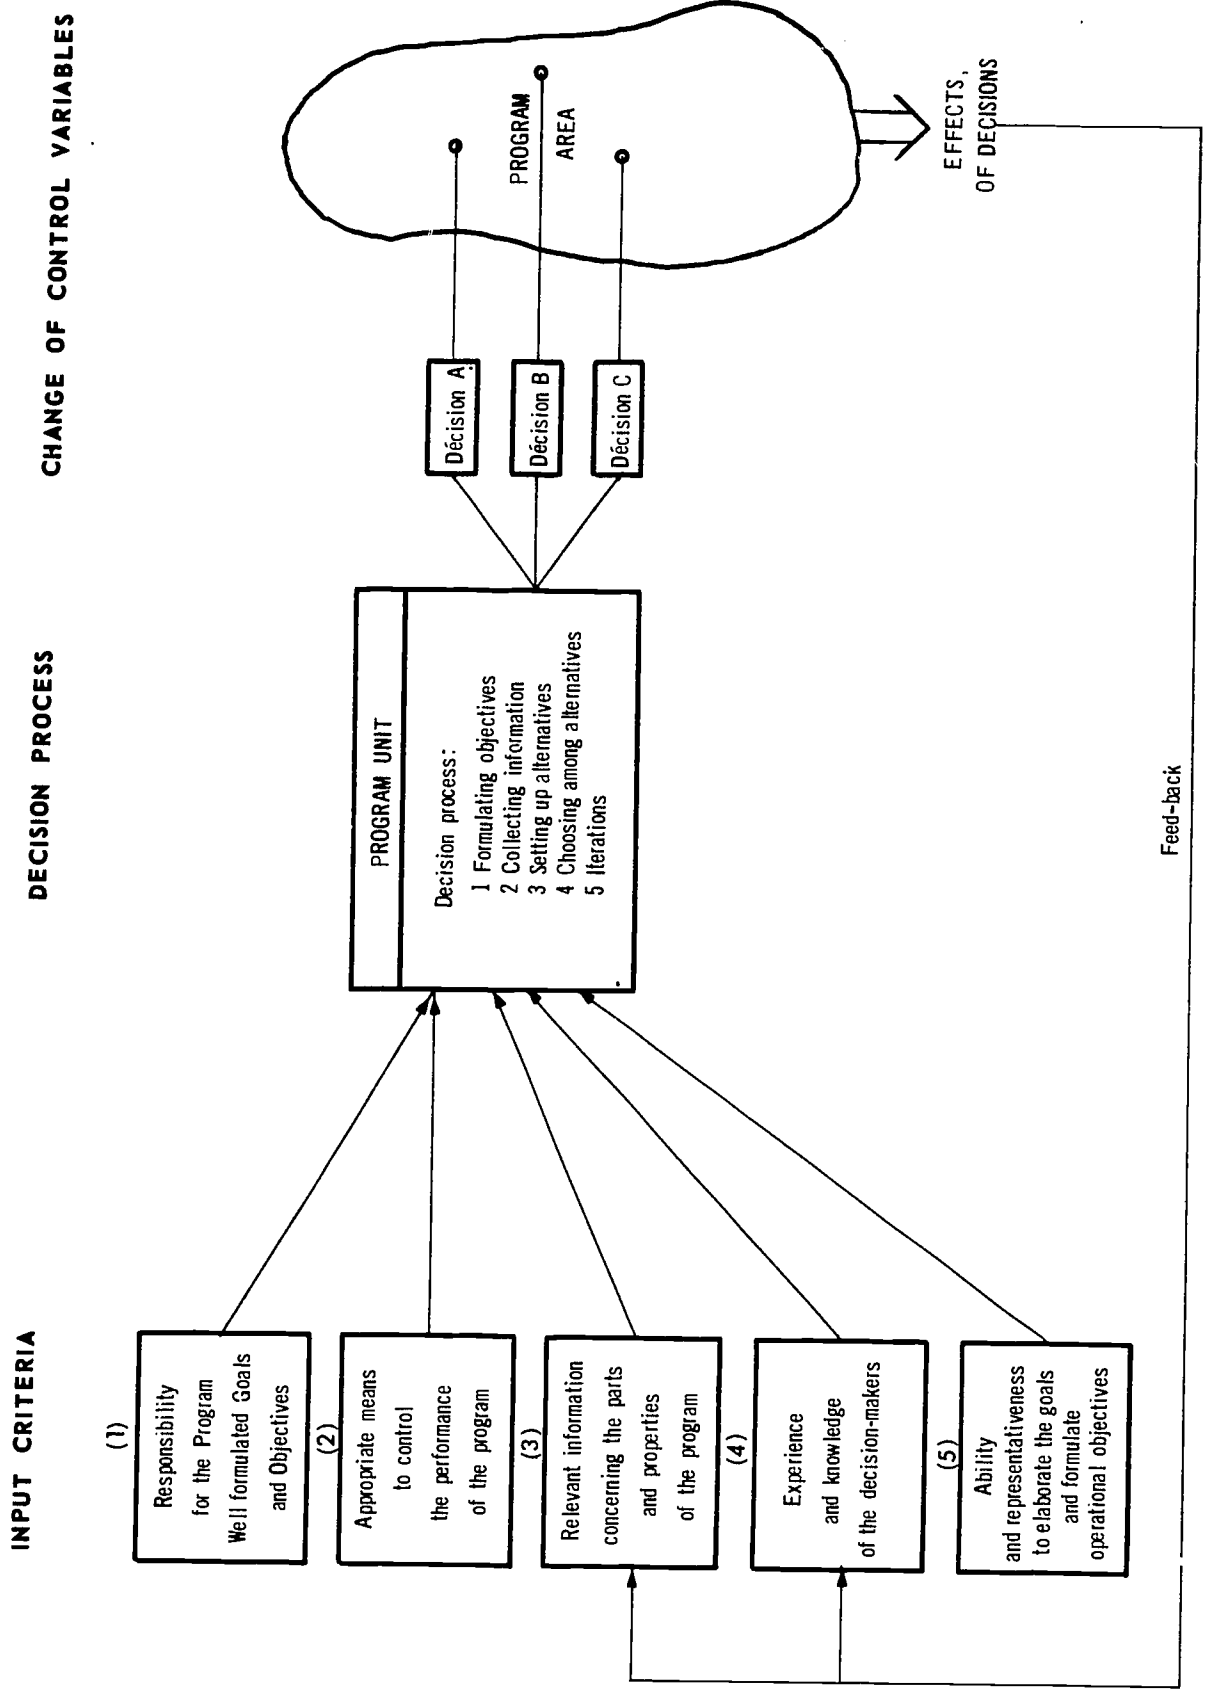 INPUT CRITERIA
DECISION PROCESS
CHANGE OF CONTROL VARIABLES
(1)
Responsibility
for the Program
Well formulated Goals
and Objectives
(2)
Appropriate means
to control
the performance
of the program
(3)
Relevant information
concerning the parts
and properties
of the program
(4)
Experience
and knowledge
of the decision-makers
(5)
Ability
and representativeness
to elaborate the goals
and formulate
operational objectives
PROGRAM UNIT
Decision process:
1 Formulating objectives
2 Collecting information
3 Setting up alternatives
4 Choosing among alternatives
5 Iterations
Décision A
Décision B
Décision C
PROGRAM
AREA
EFFECTS,
OF DECISIONS
Feed-back